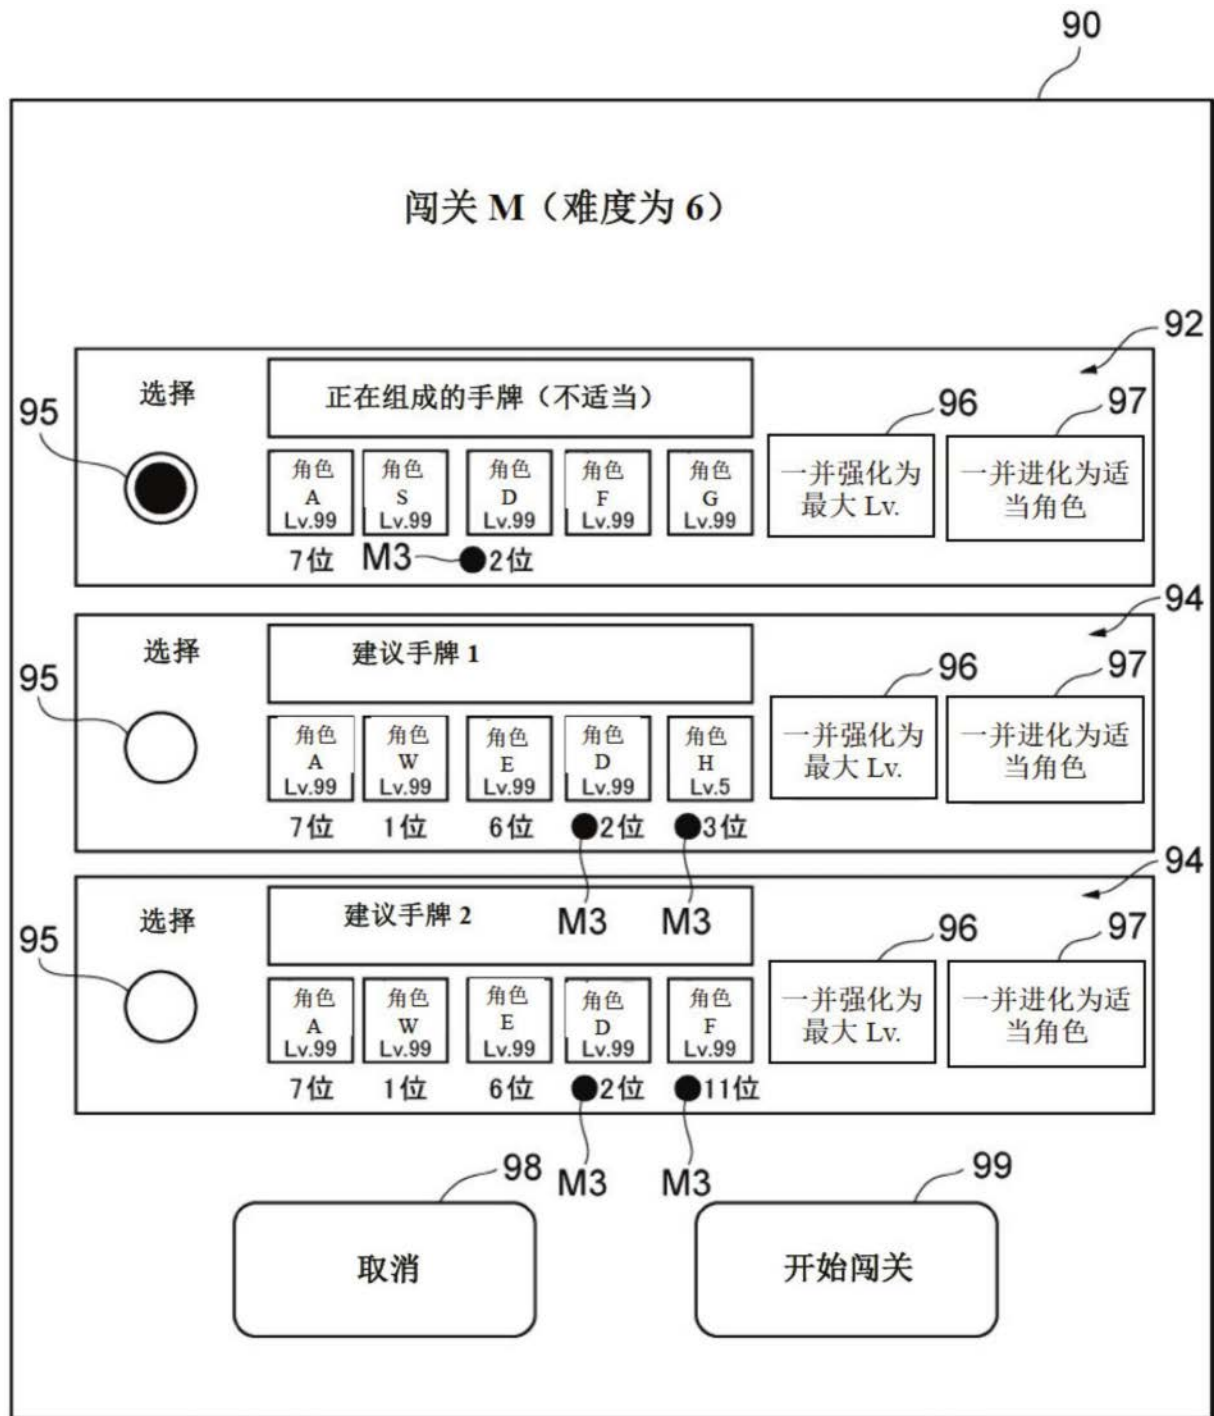 90
闯关 M（难度为 6）
92
选择
正在组成的手牌（不适当）
95
96
97
角色
A
Lv.99
角色
S
Lv.99
角色
D
Lv.99
角色
F
Lv.99
角色
G
Lv.99
一并强化为
最大 Lv.
一并进化为适
当角色
7位
M3
2位
94
选择
建议手牌 1
95
96
97
角色
A
Lv.99
角色
W
Lv.99
角色
E
Lv.99
角色
D
Lv.99
角色
H
Lv.5
一并强化为
最大 Lv.
一并进化为适
当角色
7位
1位
6位
2位
3位
94
选择
建议手牌 2
M3
M3
95
96
97
角色
A
Lv.99
角色
W
Lv.99
角色
E
Lv.99
角色
D
Lv.99
角色
F
Lv.99
一并强化为
最大 Lv.
一并进化为适
当角色
7位
1位
6位
2位
11位
98
M3
M3
99
取消
开始闯关